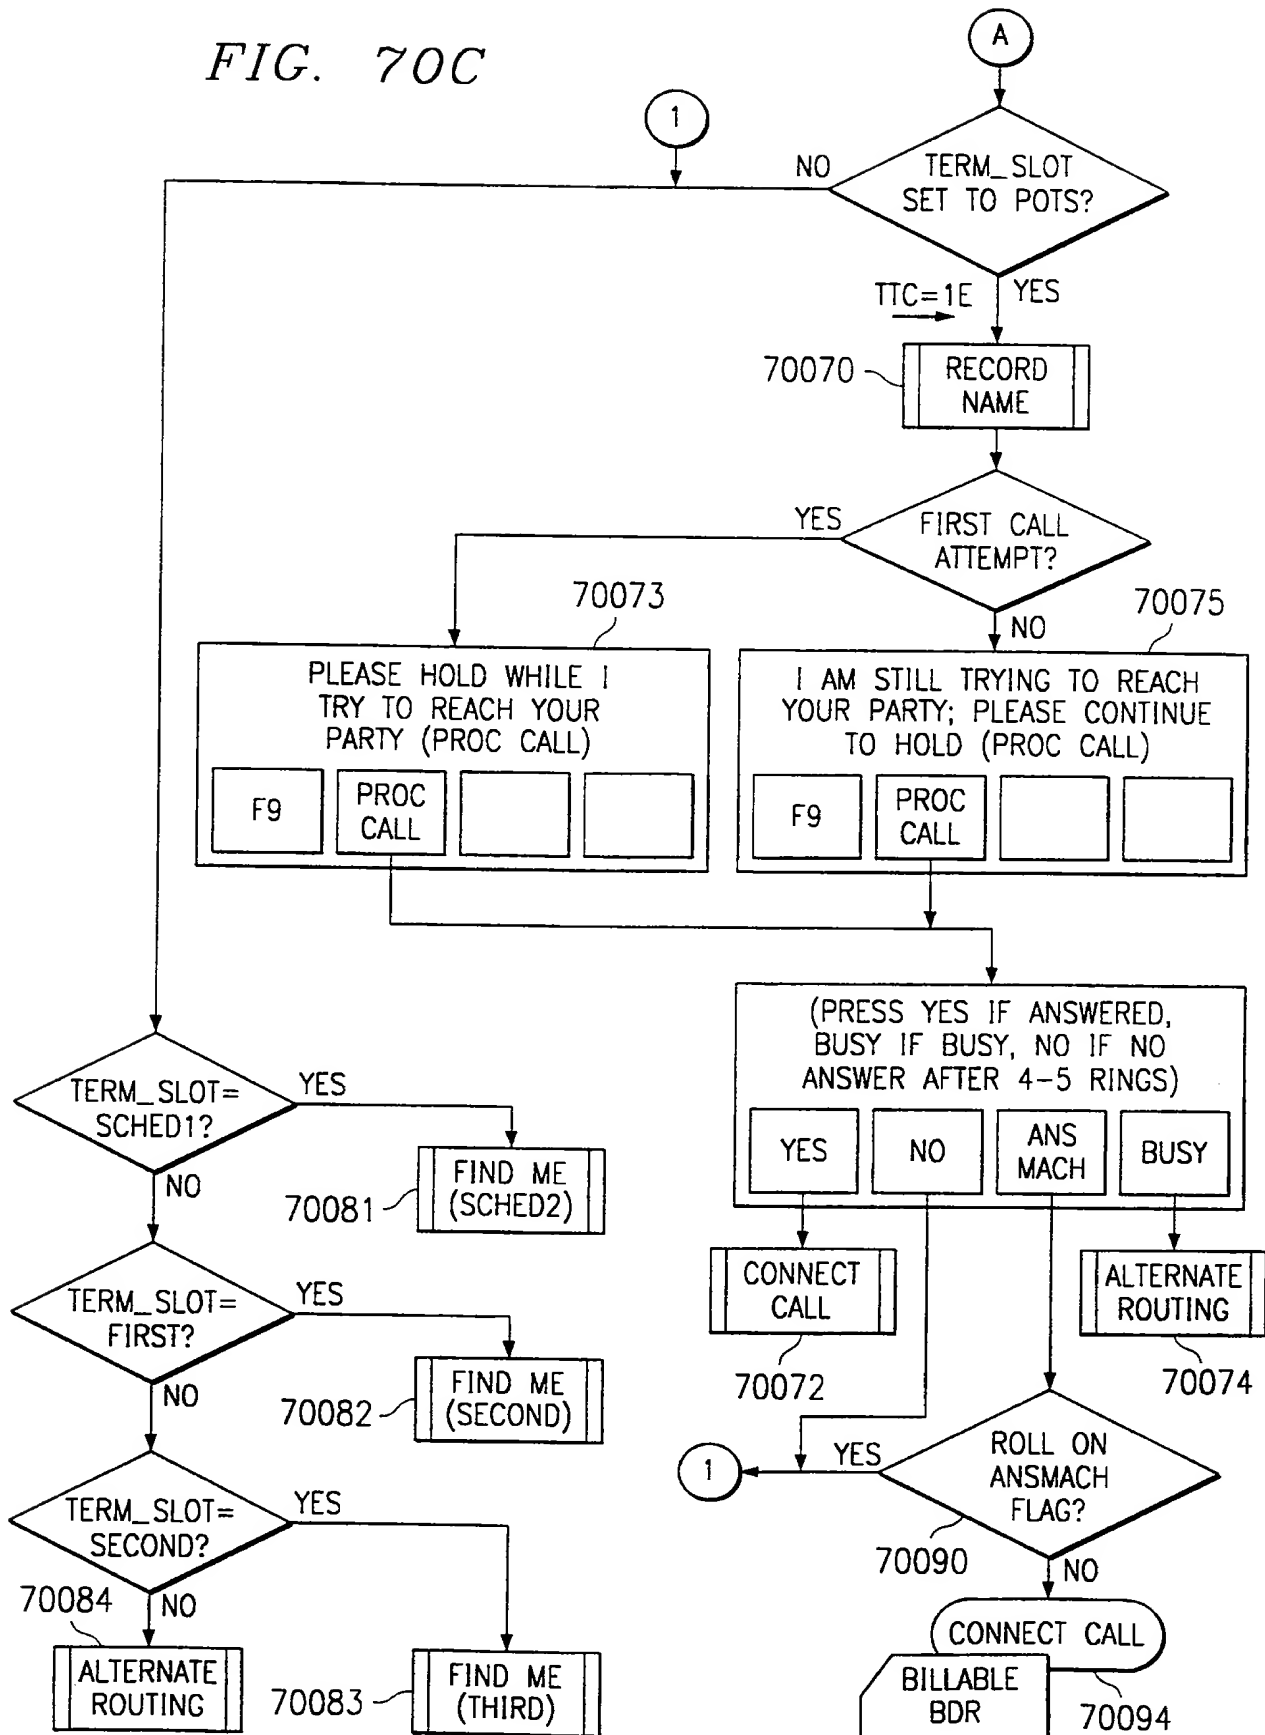 FIG. 70C
A
1
NO
TERM_SLOT
SET TO POTS?
TTC=1E
YES
70070
RECORD
NAME
YES
FIRST CALL
ATTEMPT?
NO
70073
70075
PLEASE HOLD WHILE I
TRY TO REACH YOUR
PARTY (PROC CALL)
F9
PROC
CALL
I AM STILL TRYING TO REACH
YOUR PARTY; PLEASE CONTINUE
TO HOLD (PROC CALL)
F9
PROC
CALL
(PRESS YES IF ANSWERED,
BUSY IF BUSY, NO IF NO
ANSWER AFTER 4-5 RINGS)
YES
NO
ANS
MACH
BUSY
TERM_SLOT=
SCHED1?
YES
NO
70081
FIND ME
(SCHED2)
CONNECT
CALL
70072
ALTERNATE
ROUTING
70074
TERM_SLOT=
FIRST?
YES
NO
70082
FIND ME
(SECOND)
1
YES
ROLL ON
ANSMACH
FLAG?
70090
NO
TERM_SLOT=
SECOND?
YES
NO
70084
ALTERNATE
ROUTING
70083
FIND ME
(THIRD)
CONNECT CALL
BILLABLE
BDR
70094